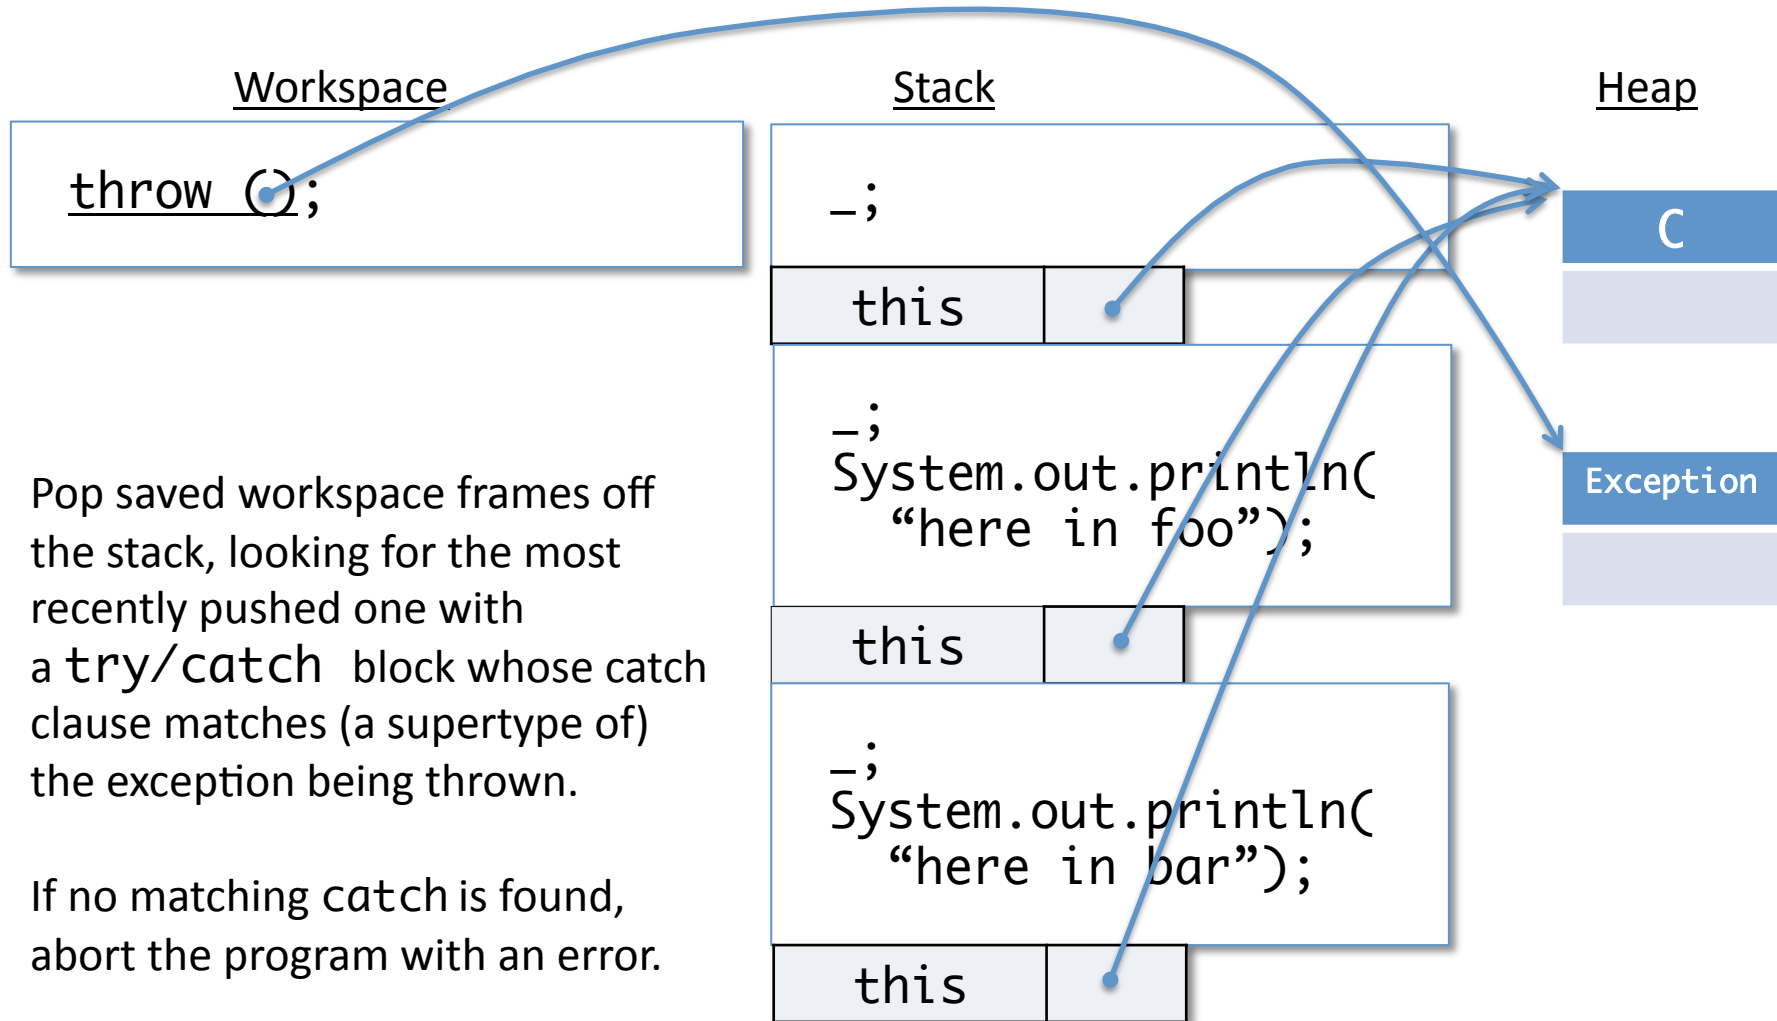 Workspace
Stack
Heap
throw ();
_;
this
_;
System.out.println(
“here in foo”);
this
_;
System.out.println(
“here in bar”);
this
C
Exception
Pop saved workspace frames off
the stack, looking for the most
recently pushed one with
a try/catch block whose catch
clause matches (a supertype of)
the exception being thrown.
If no matching catch is found,
abort the program with an error.